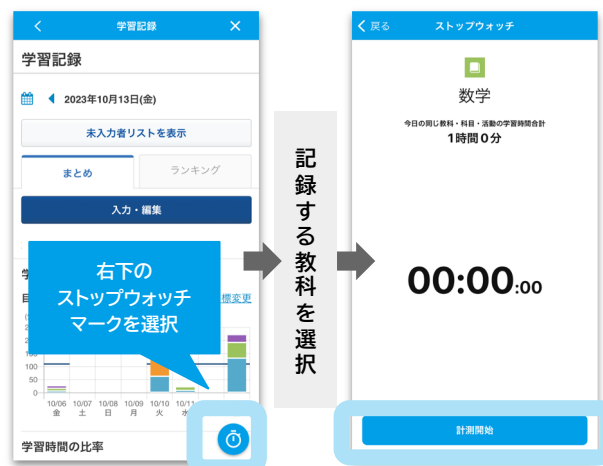 学習記録
学習記録
2023年10月13日(金)
未入力者リストを表示
まとめ
ランキング
入力・編集
学
右下の
ストップウォッチ
マークを選択
目
標変更
100
50
0
10/06 10/07 10/08 10/09 10/10 10/11
金 土 日 月 火 水
学習時間の比率
記録する教科を選択
戻る
ストップウォッチ
数学
今日の同じ教科・科目・活動の学習時間合計
1時間0分
00:00:00
計測開始